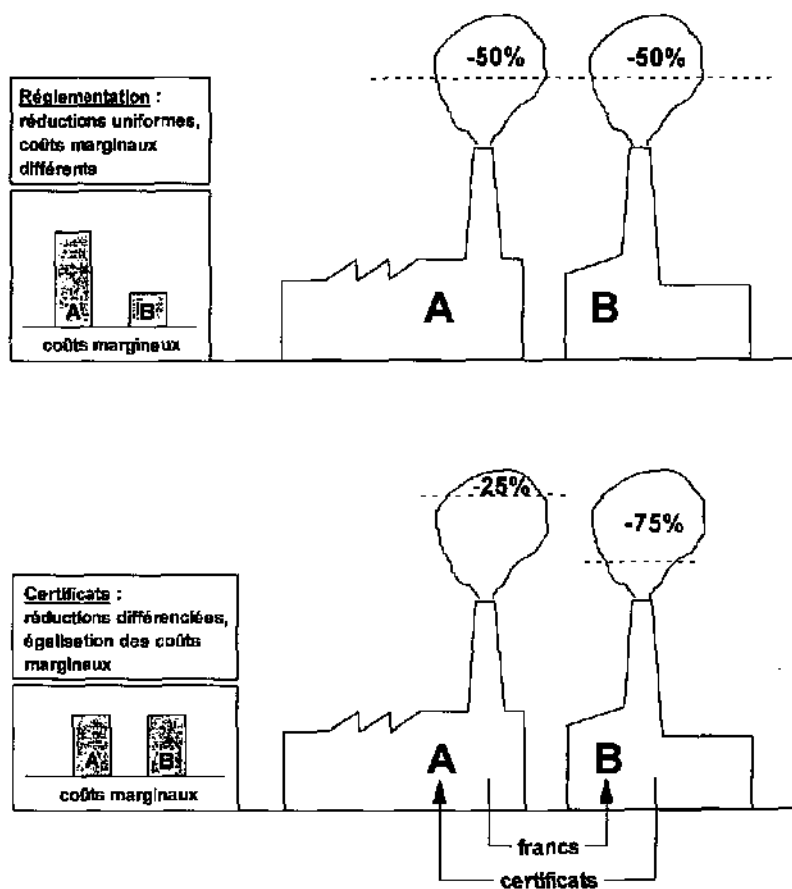 -50%
-50%
Réglementation :
réductions uniformes,
coûts marginaux
différents
A
B
coûts margineux
A
B
-25%
-75%
Certificats :
réductions différenciées,
égalisation des coûts
marginaux
A
B
coûts marginaux
A
B
francs
certificats